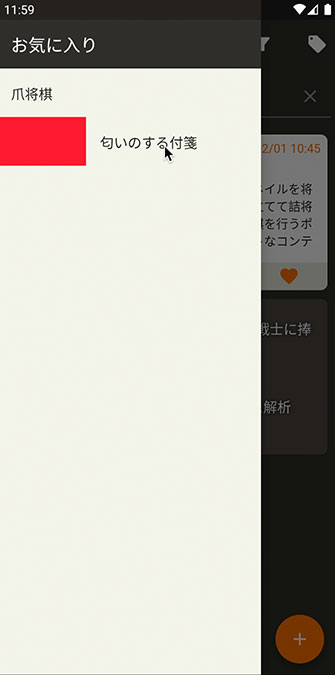 11:59
お気に入り
爪将棋
匂いのする付箋
2/01 10:45
ネイルを将
立てて詰将
棋を行うポ
なコンテ
戦士に捧
解析